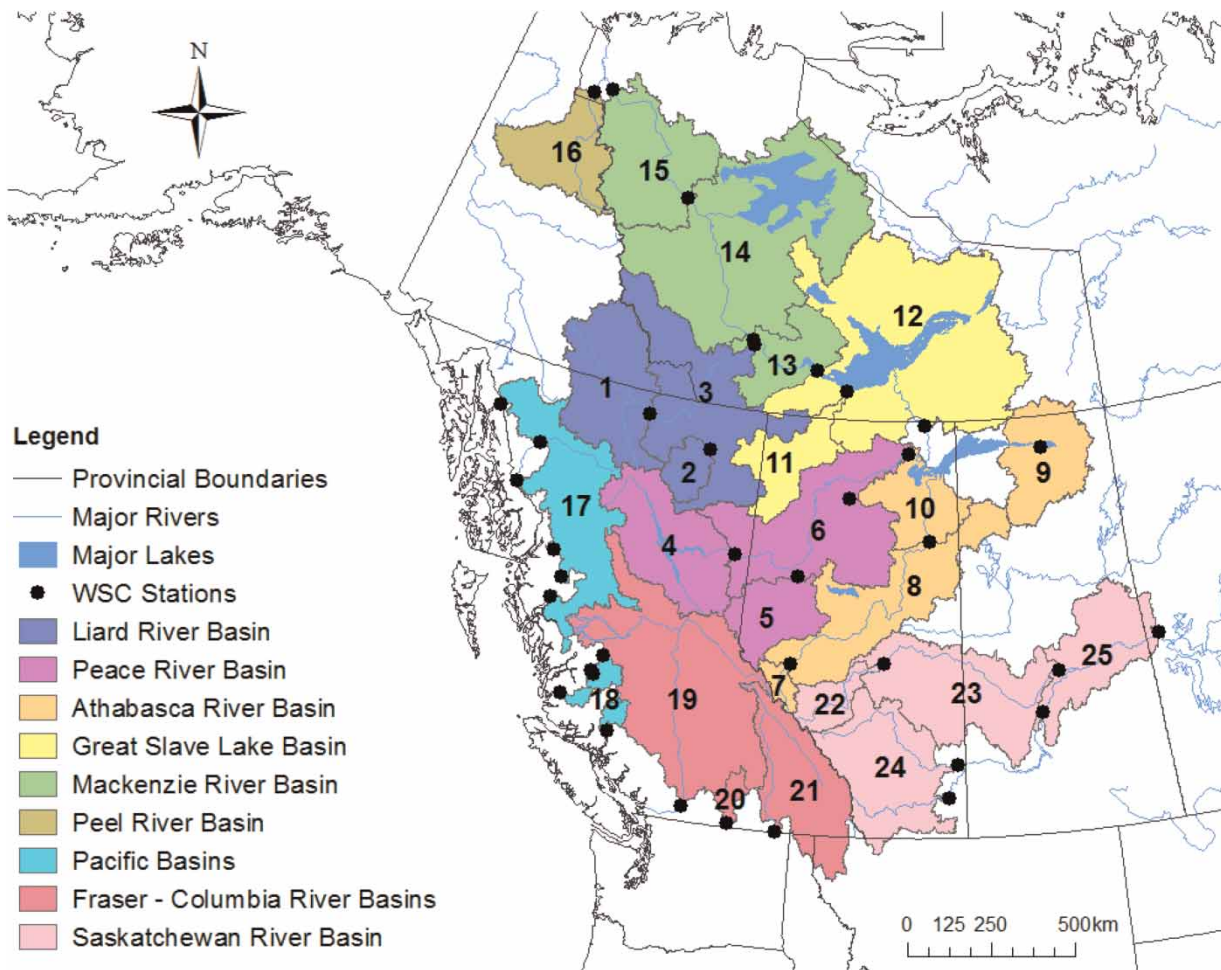 N
16
15
14
12
13
1
3
2
11
9
10
17
6
4
8
5
7
25
18
19
22
23
24
20
21
Legend
Provincial Boundaries
Major Rivers
Major Lakes
WSC Stations
Liard River Basin
Peace River Basin
Athabasca River Basin
Great Slave Lake Basin
Mackenzie River Basin
Peel River Basin
Pacific Basins
Fraser - Columbia River Basins
Saskatchewan River Basin
0 125 250 500km